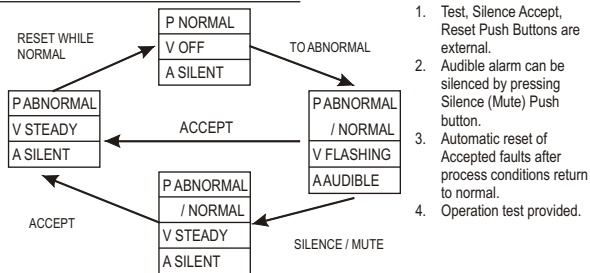 P NORMAL
V OFF
A SILENT
RESET WHILE
NORMAL
TO ABNORMAL
P ABNORMAL
V STEADY
A SILENT
ACCEPT
P ABNORMAL
/ NORMAL
V FLASHING
A AUDIBLE
P ABNORMAL
/ NORMAL
V STEADY
A SILENT
ACCEPT
SILENCE / MUTE
1. Test, Silence Accept,
Reset Push Buttons are
external.
2. Audible alarm can be
silenced by pressing
Silence (Mute) Push
button.
3. Automatic reset of
Accepted faults after
process conditions return
to normal.
4. Operation test provided.